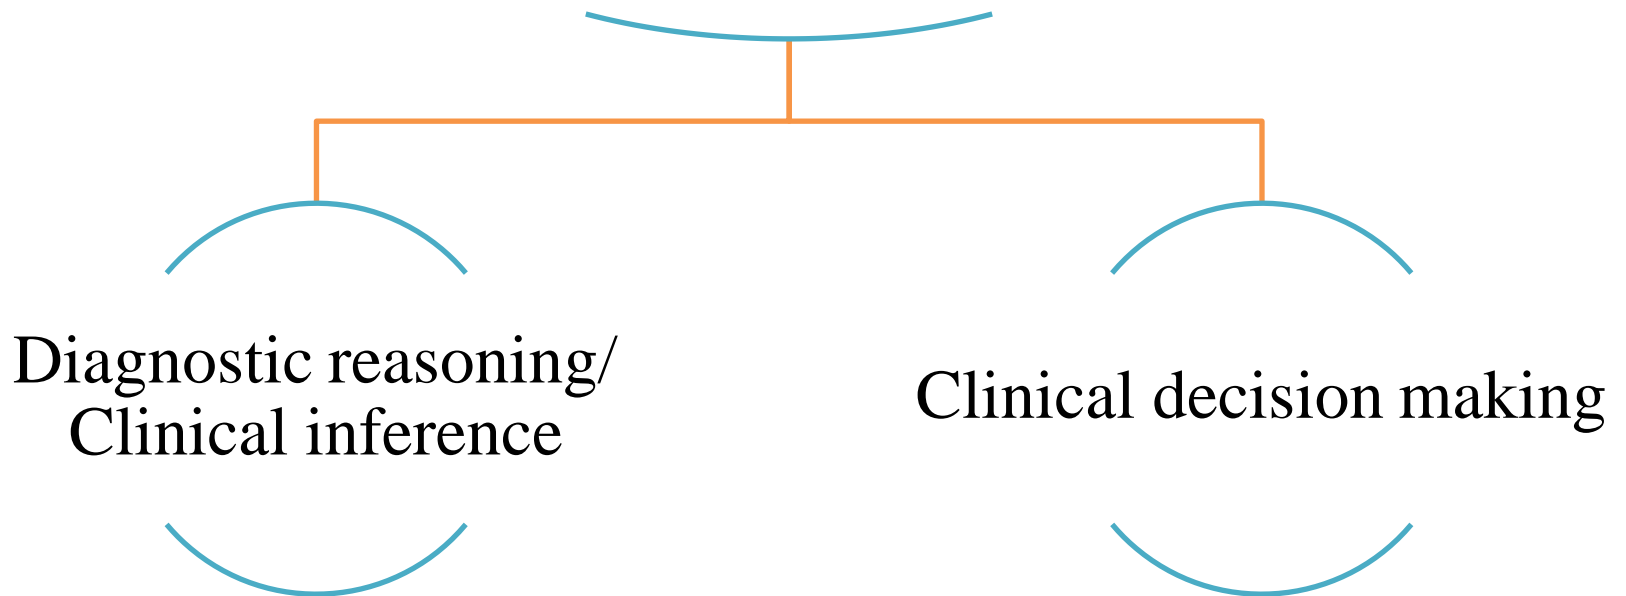 Diagnostic reasoning/
Clinical inference
Clinical decision making